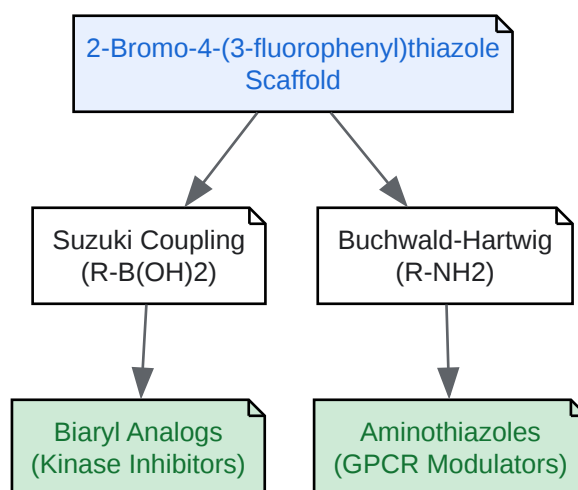 2-Bromo-4-(3-fluorophenyl)thiazole
Scaffold
Suzuki Coupling
(R-B(OH)2)
Buchwald-Hartwig
(R-NH2)
Biaryl Analogs
(Kinase Inhibitors)
Aminothiazoles
(GPCR Modulators)